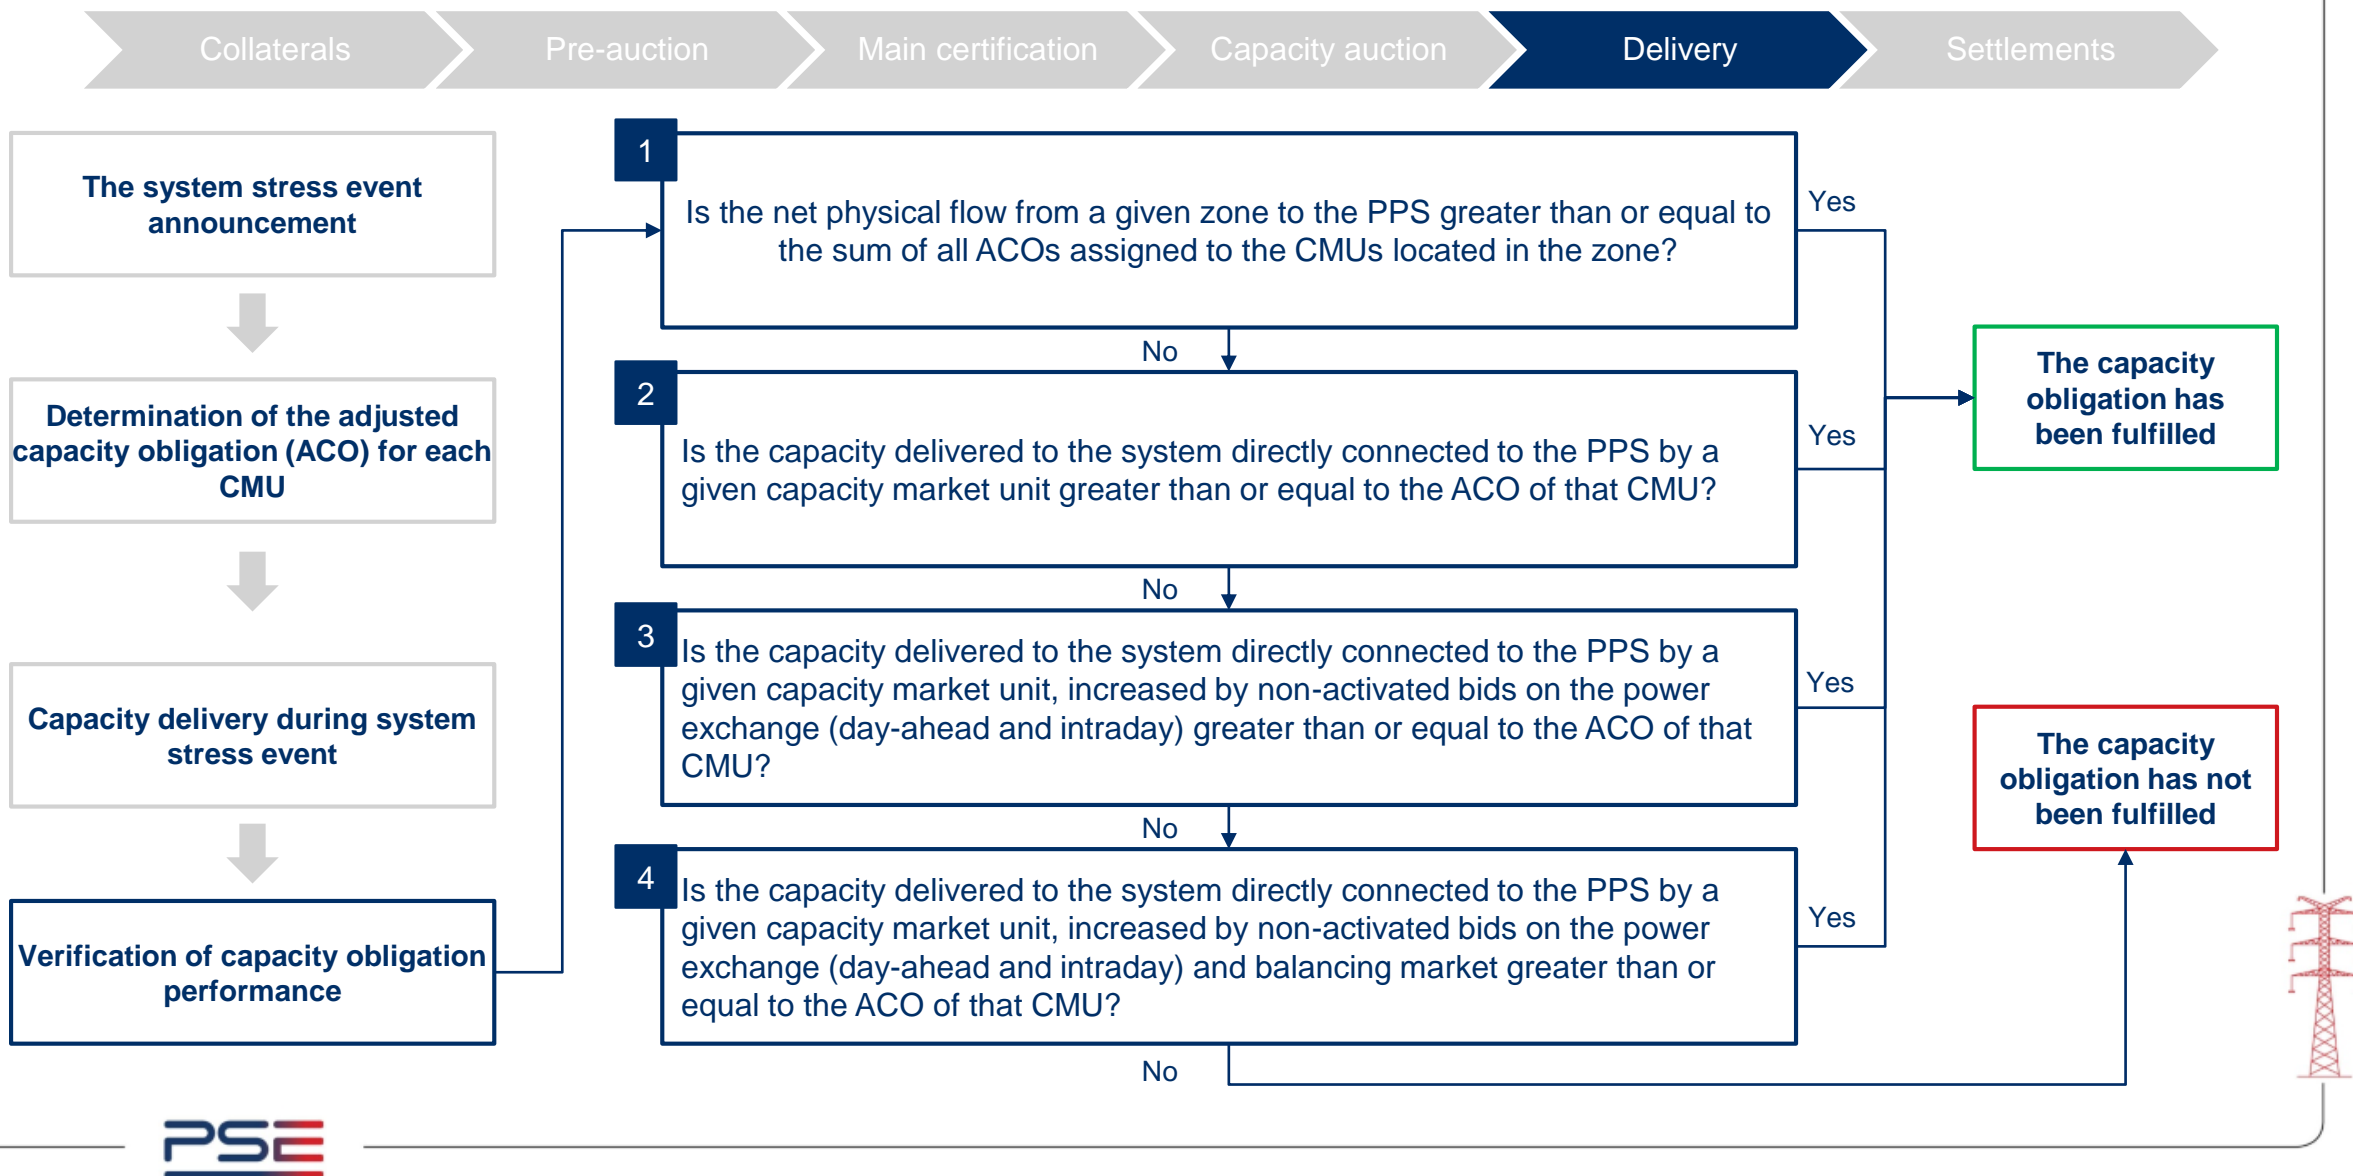 Collaterals
Pre-auction
Main certification
Capacity auction
Delivery
Settlements
The system stress event
announcement
Determination of the adjusted
capacity obligation (ACO) for each
CMU
Capacity delivery during system
stress event
Verification of capacity obligation
performance
1
Is the net physical flow from a given zone to the PPS greater than or equal to
the sum of all ACOs assigned to the CMUs located in the zone?
Yes
No
2
Is the capacity delivered to the system directly connected to the PPS by a
given capacity market unit greater than or equal to the ACO of that CMU?
Yes
No
3
Is the capacity delivered to the system directly connected to the PPS by a
given capacity market unit, increased by non-activated bids on the power
exchange (day-ahead and intraday) greater than or equal to the ACO of that
CMU?
Yes
No
4
Is the capacity delivered to the system directly connected to the PPS by a
given capacity market unit, increased by non-activated bids on the power
exchange (day-ahead and intraday) and balancing market greater than or
equal to the ACO of that CMU?
Yes
No
The capacity
obligation has
been fulfilled
The capacity
obligation has not
been fulfilled
PSE